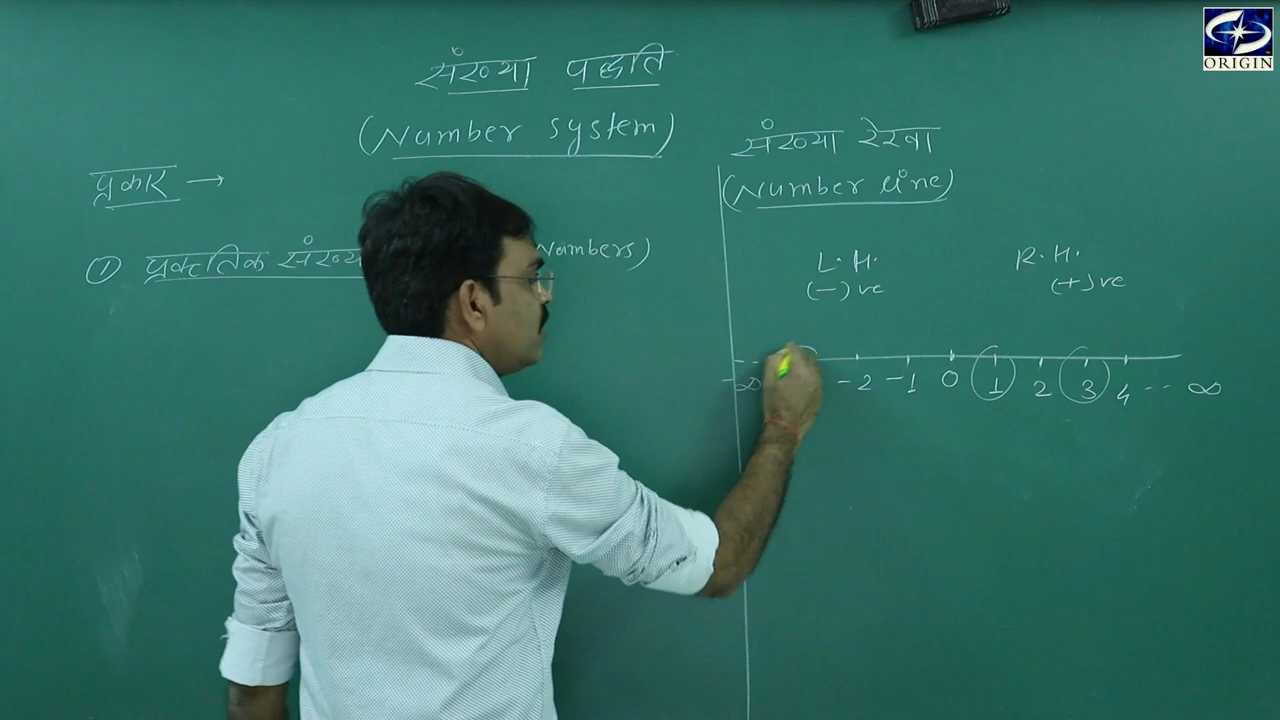 संख्या पद्धति
(Number system)
प्रकार →
① प्रकतिक संख्या
Numbers)
संख्या रेखा
(Number line)
L.H. R.H.
(-)ve (+)ve
-∞ -2 -1 0 1 2 3 4 -- ∞
ORIGIN